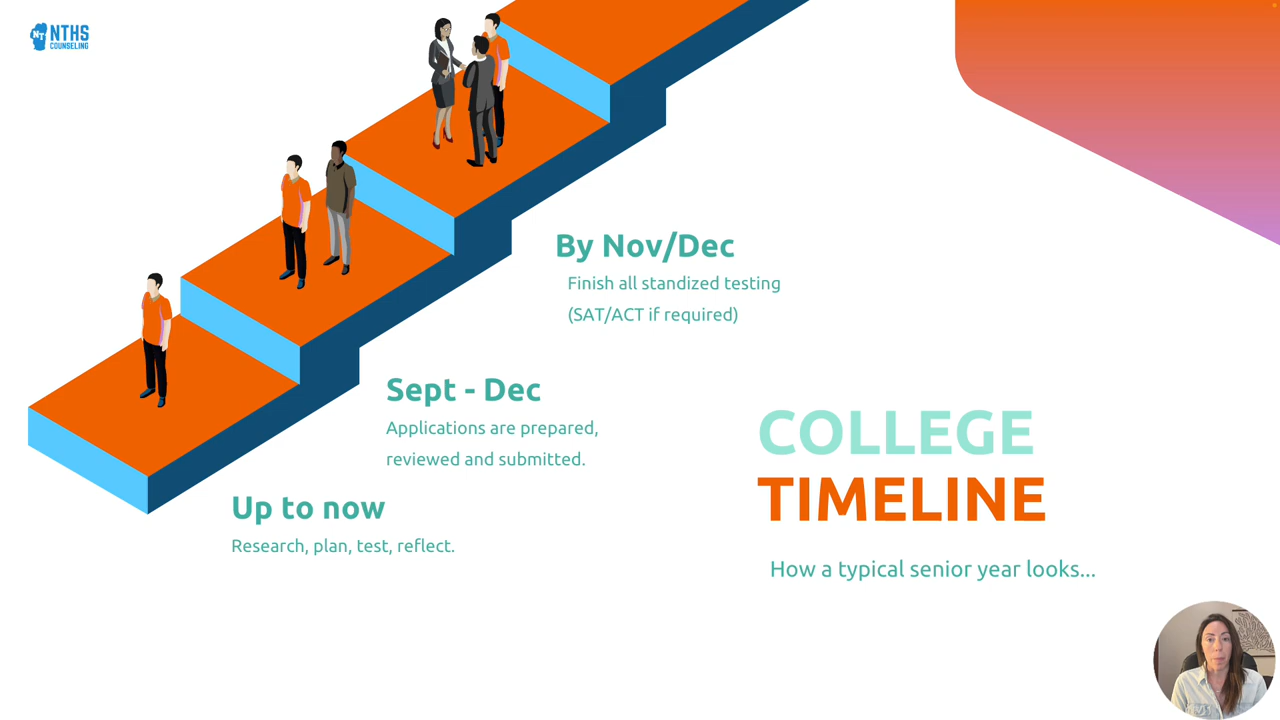 NT
NTHS
COUNSELING
By Nov/Dec
Finish all standized testing
(SAT/ACT if required)
Sept - Dec
Applications are prepared,
reviewed and submitted.
Up to now
Research, plan, test, reflect.
COLLEGE
TIMELINE
How a typical senior year looks...